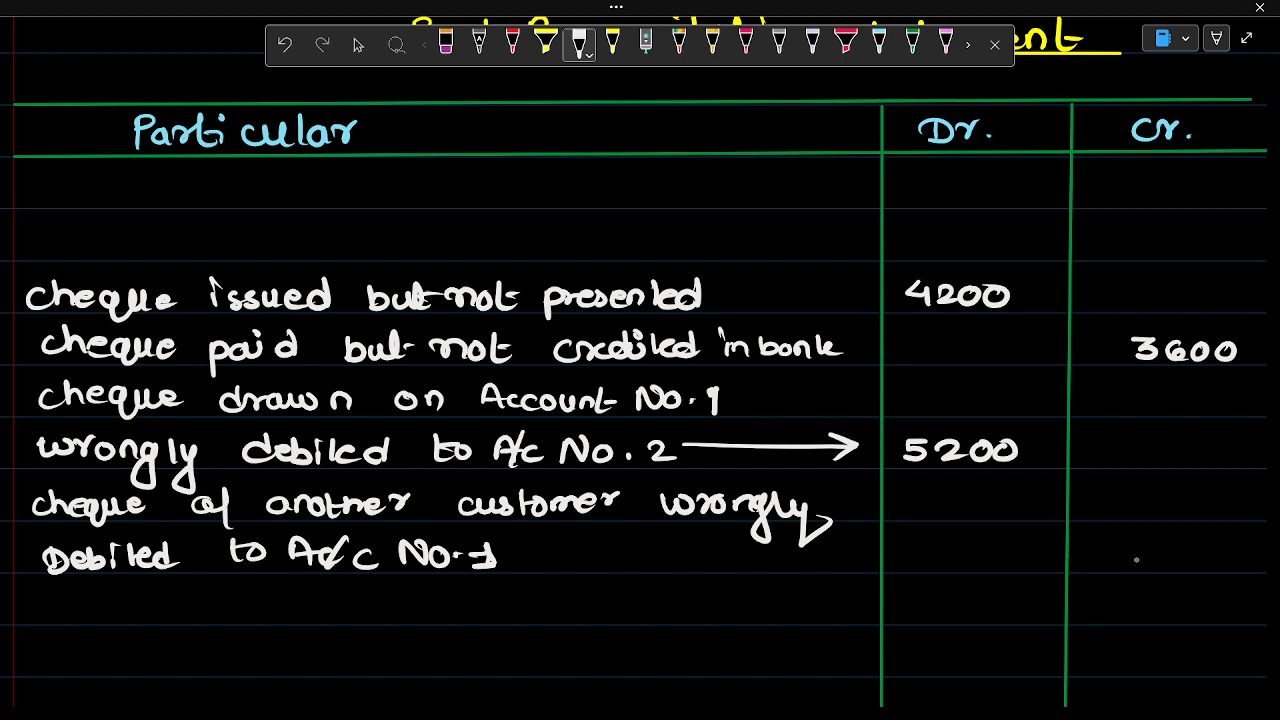 ent
Particular Dr. Cr.
cheque issued but not presented 4200
cheque paid but not credited in bank 3600
cheque drawn on Account No. 1
wrongly debited to A/c No. 2 → 5200
cheque of another customer wrongly
Debited to A/c No. 1